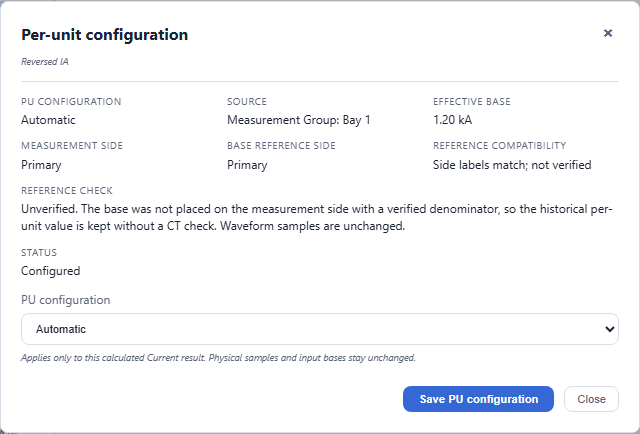 Per-unit configuration
×
Reversed IA
PU CONFIGURATION
Automatic
SOURCE
Measurement Group: Bay 1
EFFECTIVE BASE
1.20 kA
MEASUREMENT SIDE
Primary
BASE REFERENCE SIDE
Primary
REFERENCE COMPATIBILITY
Side labels match; not verified
REFERENCE CHECK
Unverified. The base was not placed on the measurement side with a verified denominator, so the historical per-
unit value is kept without a CT check. Waveform samples are unchanged.
STATUS
Configured
PU configuration
Automatic
Applies only to this calculated Current result. Physical samples and input bases stay unchanged.
Save PU configuration
Close